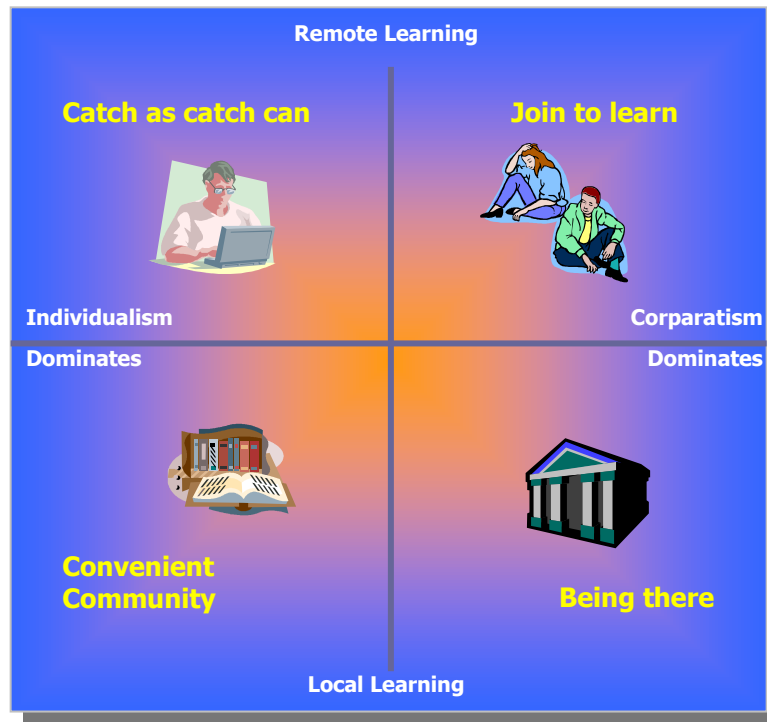 Remote Learning
Catch as catch can
Join to learn
Individualism
Corparatism
Dominates
Dominates
Convenient
Community
Being there
Local Learning